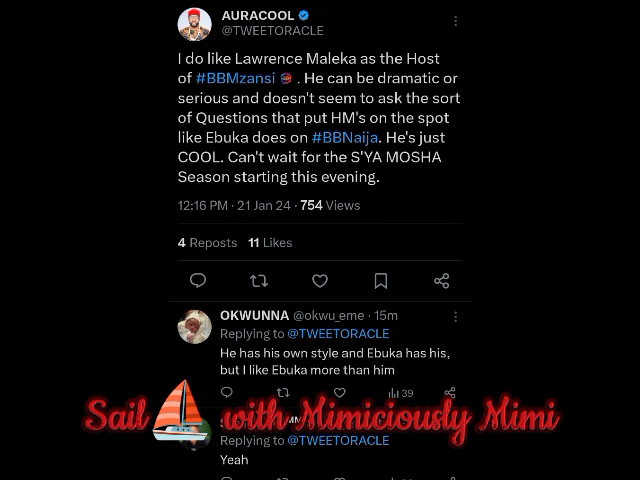 AURACOOL
@TWEETORACLE
I do like Lawrence Maleka as the Host
of #BBMzansi . He can be dramatic or
serious and doesn't seem to ask the sort
of Questions that put HM's on the spot
like Ebuka does on #BBNaija. He's just
COOL. Can't wait for the S'YA MOSHA
Season starting this evening.
12:16 PM · 21 Jan 24 · 754 Views
4 Reposts 11 Likes
OKWUNNA @okwu_eme · 15m
Replying to @TWEETORACLE
He has his own style and Ebuka has his,
but I like Ebuka more than him
39
Sail with Mimiciously Mimi
Replying to @TWEETORACLE
Yeah